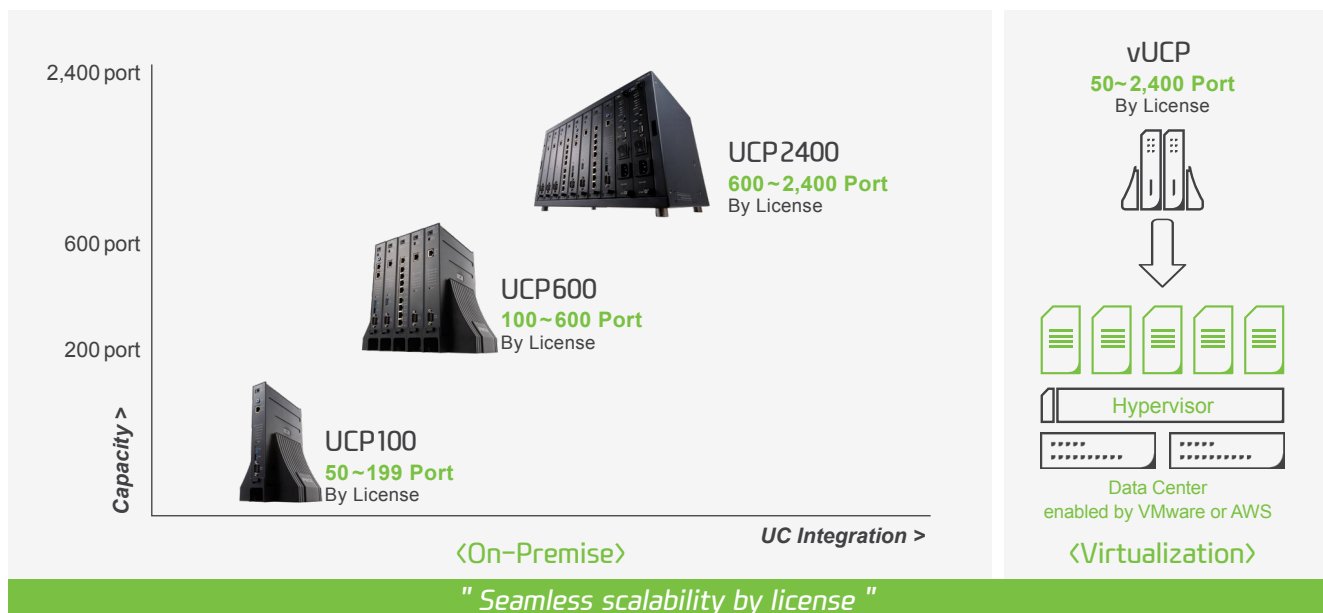 2,400 port
600 port
200 port
Capacity >
UCP2400
600~2,400 Port
By License
UCP600
100~600 Port
By License
UCP100
50~199 Port
By License
UC Integration >
<On-Premise>
vUCP
50~2,400 Port
By License
Hypervisor
Data Center
enabled by VMware or AWS
<Virtualization>
" Seamless scalability by license "